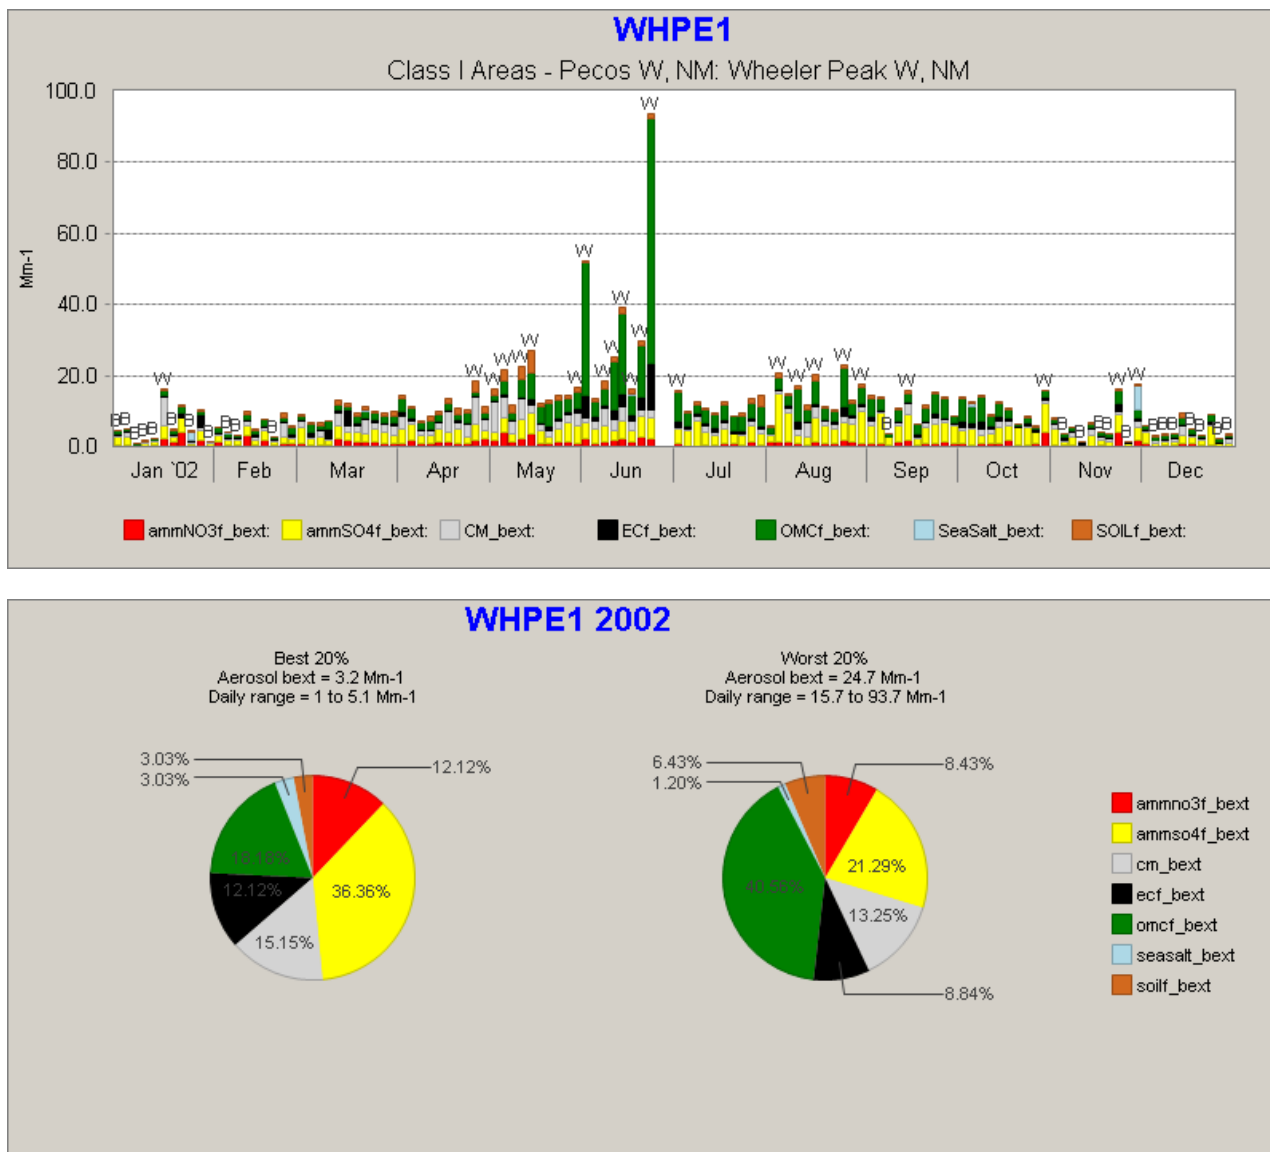 WHPE1
Class I Areas - Pecos W, NM: Wheeler Peak W, NM
100.0
80.0
60.0
40.0
20.0
0.0
Mm-1
Jan `02 Feb Mar Apr May Jun Jul Aug Sep Oct Nov Dec
ammNO3f_bext: ammSO4f_bext: CM_bext: ECf_bext: OMCf_bext: SeaSalt_bext: SOILf_bext:
WHPE1 2002
Best 20%
Aerosol bext = 3.2 Mm-1
Daily range = 1 to 5.1 Mm-1
Worst 20%
Aerosol bext = 24.7 Mm-1
Daily range = 15.7 to 93.7 Mm-1
3.03%
3.03%
12.12%
18.18%
12.12%
36.36%
15.15%
6.43%
1.20%
8.43%
21.29%
40.56%
13.25%
8.84%
ammno3f_bext
ammso4f_bext
cm_bext
ecf_bext
omcf_bext
seasalt_bext
soilf_bext